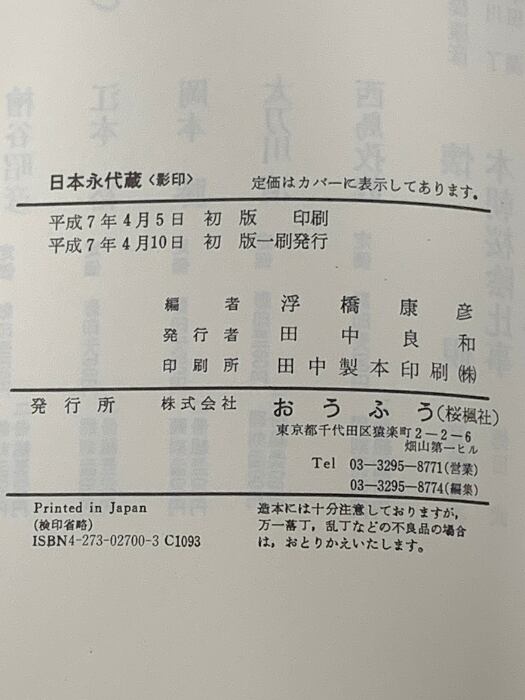 日本永代蔵〈影印〉　定価はカバーに表示してあります。
平成7年4月5日　初　版　　印刷
平成7年4月10日　初　版一刷発行
編　者　浮　橋　康　彦
発行者　田　中　良　和
印刷所　田中製本印刷㈱
発行所　株式会社　おうふう(桜楓社)
東京都千代田区猿楽町2－2－6
畑山第一ビル
Tel　03―3295―8771(営業)
03―3295―8774(編集)
Printed in Japan
(検印省略)
ISBN4-273-02700-3 C1093
造本には十分注意しておりますが,
万一落丁，乱丁などの不良品の場合
は，おとりかえいたします。